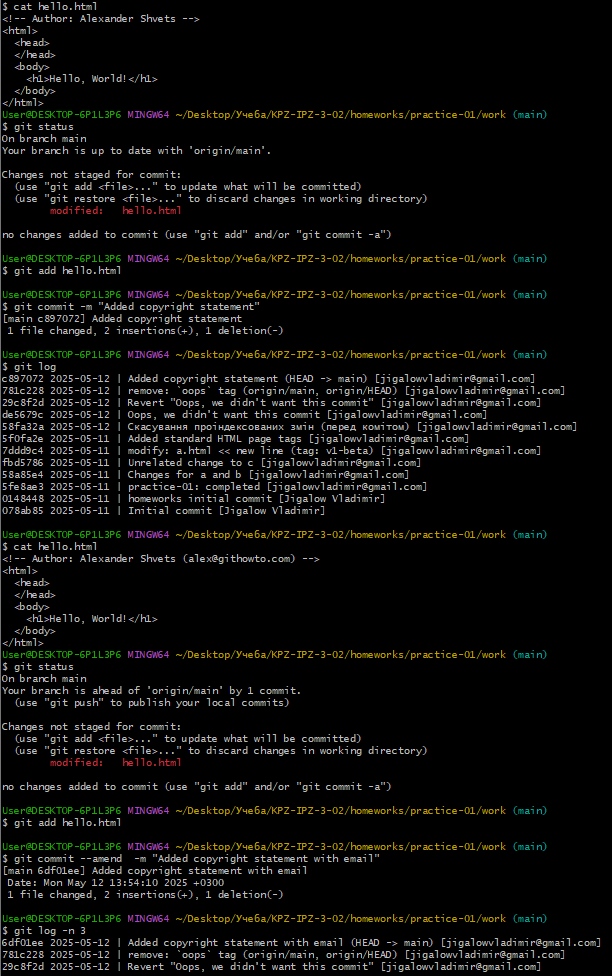 $ cat hello.html
<!-- Author: Alexander Shvets -->
<html>
  <head>
  </head>
  <body>
    <h1>Hello, World!</h1>
  </body>
</html>
User@DESKTOP-6P1L3P6 MINGW64 ~/Desktop/Учеба/KPZ-IPZ-3-02/homeworks/practice-01/work (main)
$ git status
On branch main
Your branch is up to date with 'origin/main'.

Changes not staged for commit:
  (use "git add <file>..." to update what will be committed)
  (use "git restore <file>..." to discard changes in working directory)
        modified:   hello.html

no changes added to commit (use "git add" and/or "git commit -a")

User@DESKTOP-6P1L3P6 MINGW64 ~/Desktop/Учеба/KPZ-IPZ-3-02/homeworks/practice-01/work (main)
$ git add hello.html

User@DESKTOP-6P1L3P6 MINGW64 ~/Desktop/Учеба/KPZ-IPZ-3-02/homeworks/practice-01/work (main)
$ git commit -m "Added copyright statement"
[main c897072] Added copyright statement
 1 file changed, 2 insertions(+), 1 deletion(-)

User@DESKTOP-6P1L3P6 MINGW64 ~/Desktop/Учеба/KPZ-IPZ-3-02/homeworks/practice-01/work (main)
$ git log
c897072 2025-05-12 | Added copyright statement (HEAD -> main) [jigalowvladimir@gmail.com]
781c228 2025-05-12 | remove: `oops` tag (origin/main, origin/HEAD) [jigalowvladimir@gmail.com]
29c8f2d 2025-05-12 | Revert "Oops, we didn't want this commit" [jigalowvladimir@gmail.com]
de5679c 2025-05-12 | Oops, we didn't want this commit [jigalowvladimir@gmail.com]
58fa32a 2025-05-12 | Скасування проіндексованих змін (перед комітом) [jigalowvladimir@gmail.com]
5f0fa2e 2025-05-11 | Added standard HTML page tags [jigalowvladimir@gmail.com]
7ddd9c4 2025-05-11 | modify: a.html << new line (tag: v1-beta) [jigalowvladimir@gmail.com]
fbd5786 2025-05-11 | Unrelated change to c [jigalowvladimir@gmail.com]
58a85e4 2025-05-11 | Changes for a and b [jigalowvladimir@gmail.com]
5fe8ae3 2025-05-11 | practice-01: completed [jigalowvladimir@gmail.com]
0148448 2025-05-11 | homeworks initial commit [Jigalow Vladimir]
078ab85 2025-05-11 | Initial commit [Jigalow Vladimir]

User@DESKTOP-6P1L3P6 MINGW64 ~/Desktop/Учеба/KPZ-IPZ-3-02/homeworks/practice-01/work (main)
$ cat hello.html
<!-- Author: Alexander Shvets (alex@githowto.com) -->
<html>
  <head>
  </head>
  <body>
    <h1>Hello, World!</h1>
  </body>
</html>
User@DESKTOP-6P1L3P6 MINGW64 ~/Desktop/Учеба/KPZ-IPZ-3-02/homeworks/practice-01/work (main)
$ git status
On branch main
Your branch is ahead of 'origin/main' by 1 commit.
  (use "git push" to publish your local commits)

Changes not staged for commit:
  (use "git add <file>..." to update what will be committed)
  (use "git restore <file>..." to discard changes in working directory)
        modified:   hello.html

no changes added to commit (use "git add" and/or "git commit -a")

User@DESKTOP-6P1L3P6 MINGW64 ~/Desktop/Учеба/KPZ-IPZ-3-02/homeworks/practice-01/work (main)
$ git add hello.html

User@DESKTOP-6P1L3P6 MINGW64 ~/Desktop/Учеба/KPZ-IPZ-3-02/homeworks/practice-01/work (main)
$ git commit --amend  -m "Added copyright statement with email"
[main 6df01ee] Added copyright statement with email
 Date: Mon May 12 13:54:10 2025 +0300
 1 file changed, 2 insertions(+), 1 deletion(-)

User@DESKTOP-6P1L3P6 MINGW64 ~/Desktop/Учеба/KPZ-IPZ-3-02/homeworks/practice-01/work (main)
$ git log -n 3
6df01ee 2025-05-12 | Added copyright statement with email (HEAD -> main) [jigalowvladimir@gmail.com]
781c228 2025-05-12 | remove: `oops` tag (origin/main, origin/HEAD) [jigalowvladimir@gmail.com]
29c8f2d 2025-05-12 | Revert "Oops, we didn't want this commit" [jigalowvladimir@gmail.com]